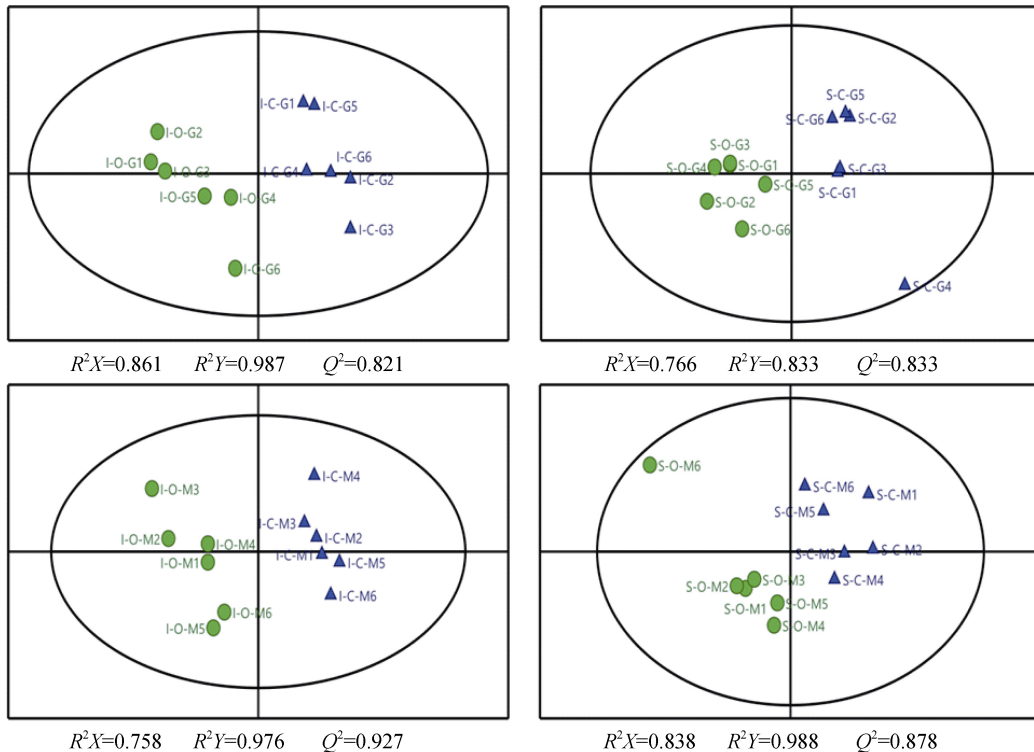 I-C-G1
I-C-G5
I-O-G2
I-O-G1
I-O-G3
I-C-G4
I-C-G6
I-C-G2
I-O-G5
I-O-G4
I-C-G3
I-O-G6
R²X=0.861 R²Y=0.987 Q²=0.821
S-C-G5
S-C-G6
S-C-G2
S-O-G3
S-O-G4
S-O-G1
S-C-G3
S-O-G5
S-C-G1
S-O-G2
S-O-G6
S-C-G4
R²X=0.766 R²Y=0.833 Q²=0.833
I-C-M4
I-O-M3
I-C-M3
I-C-M2
I-O-M2
I-O-M4
I-C-M1
I-O-M1
I-C-M5
I-C-M6
I-O-M6
I-O-M5
R²X=0.758 R²Y=0.976 Q²=0.927
S-O-M6
S-C-M6
S-C-M1
S-C-M5
S-C-M3
S-C-M2
S-O-M3
S-C-M4
S-O-M2
S-O-M1
S-O-M5
S-O-M4
R²X=0.838 R²Y=0.988 Q²=0.878